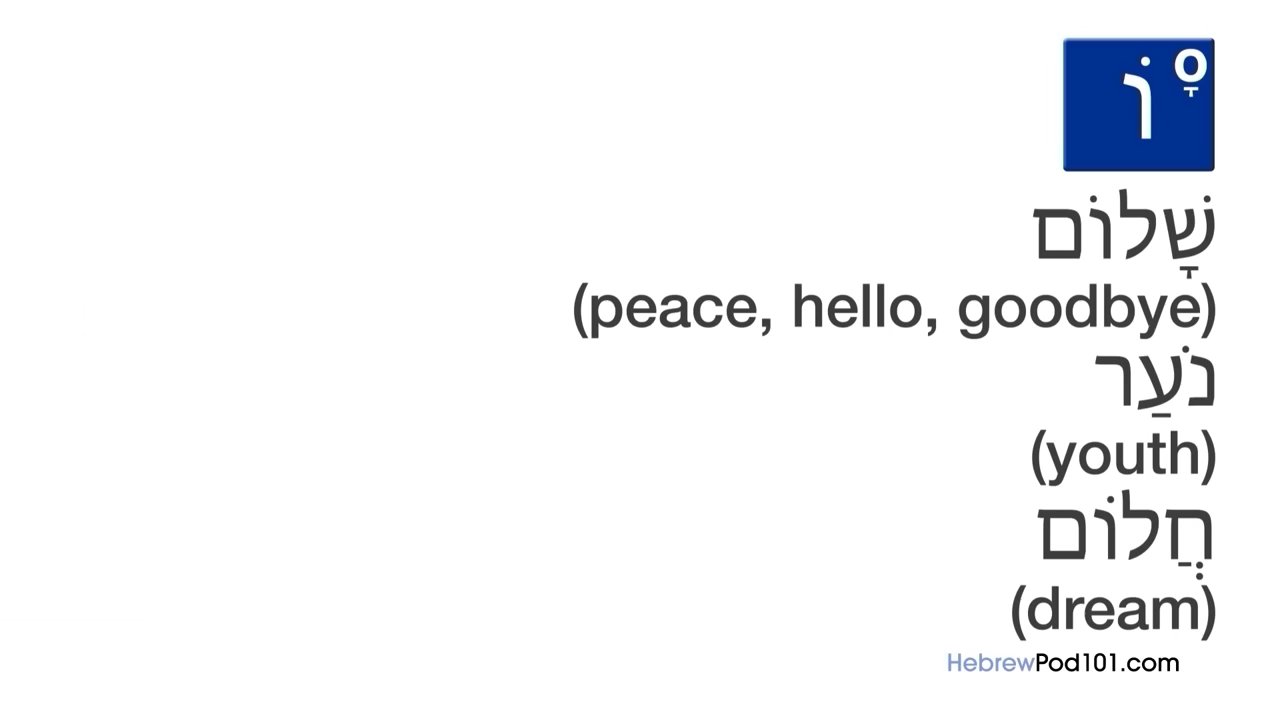 וֹ ׇo
שָׁלוֹם
(peace, hello, goodbye)
נֹעַר
(youth)
חֲלוֹם
(dream)
HebrewPod101.com